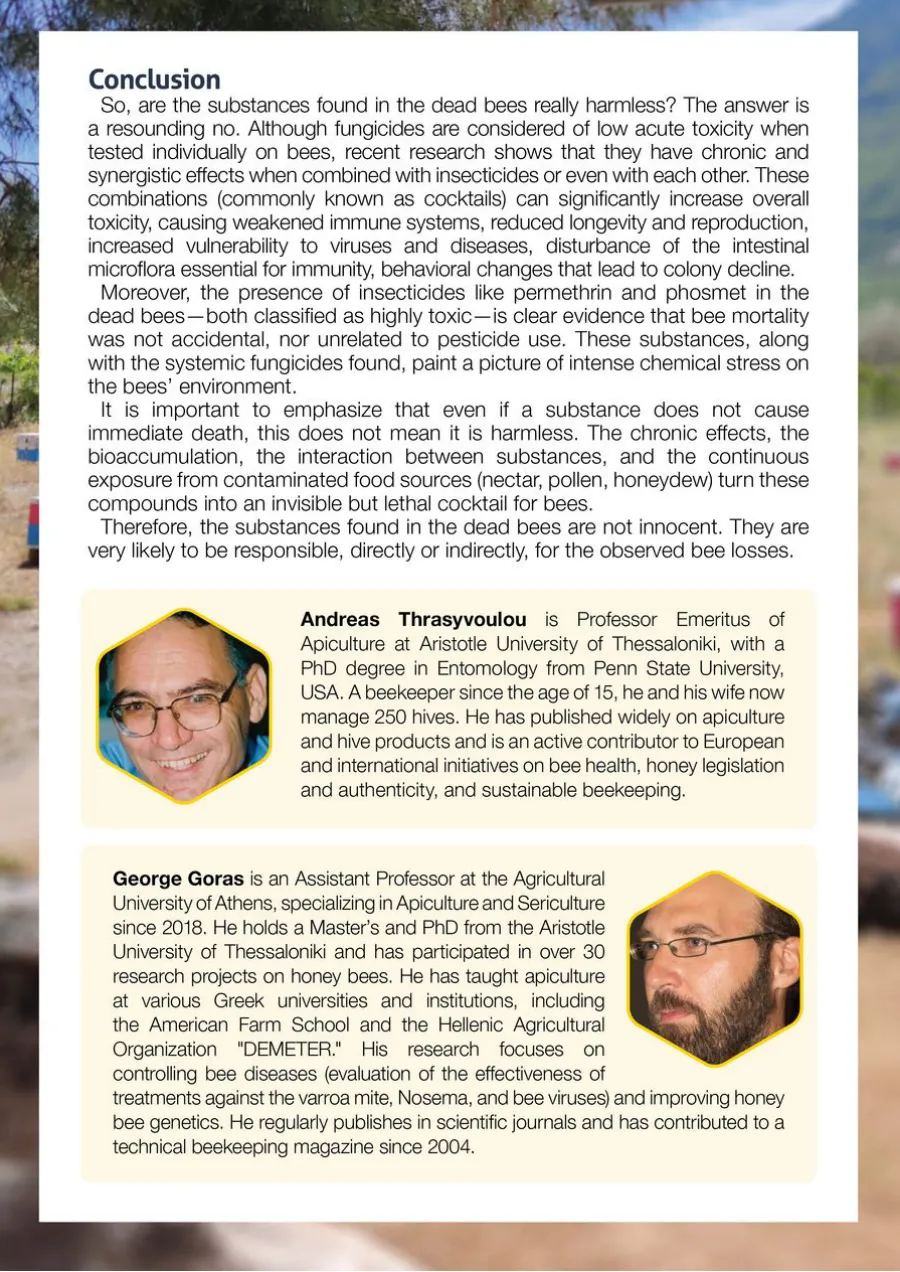 Conclusion
So, are the substances found in the dead bees really harmless? The answer is
a resounding no. Although fungicides are considered of low acute toxicity when
tested individually on bees, recent research shows that they have chronic and
synergistic effects when combined with insecticides or even with each other. These
combinations (commonly known as cocktails) can significantly increase overall
toxicity, causing weakened immune systems, reduced longevity and reproduction,
increased vulnerability to viruses and diseases, disturbance of the intestinal
microflora essential for immunity, behavioral changes that lead to colony decline.
Moreover, the presence of insecticides like permethrin and phosmet in the
dead bees—both classified as highly toxic—is clear evidence that bee mortality
was not accidental, nor unrelated to pesticide use. These substances, along
with the systemic fungicides found, paint a picture of intense chemical stress on
the bees’ environment.
It is important to emphasize that even if a substance does not cause
immediate death, this does not mean it is harmless. The chronic effects, the
bioaccumulation, the interaction between substances, and the continuous
exposure from contaminated food sources (nectar, pollen, honeydew) turn these
compounds into an invisible but lethal cocktail for bees.
Therefore, the substances found in the dead bees are not innocent. They are
very likely to be responsible, directly or indirectly, for the observed bee losses.
Andreas Thrasyvoulou is Professor Emeritus of
Apiculture at Aristotle University of Thessaloniki, with a
PhD degree in Entomology from Penn State University,
USA. A beekeeper since the age of 15, he and his wife now
manage 250 hives. He has published widely on apiculture
and hive products and is an active contributor to European
and international initiatives on bee health, honey legislation
and authenticity, and sustainable beekeeping.
George Goras is an Assistant Professor at the Agricultural
University of Athens, specializing in Apiculture and Sericulture
since 2018. He holds a Master’s and PhD from the Aristotle
University of Thessaloniki and has participated in over 30
research projects on honey bees. He has taught apiculture
at various Greek universities and institutions, including
the American Farm School and the Hellenic Agricultural
Organization "DEMETER." His research focuses on
controlling bee diseases (evaluation of the effectiveness of
treatments against the varroa mite, Nosema, and bee viruses) and improving honey
bee genetics. He regularly publishes in scientific journals and has contributed to a
technical beekeeping magazine since 2004.